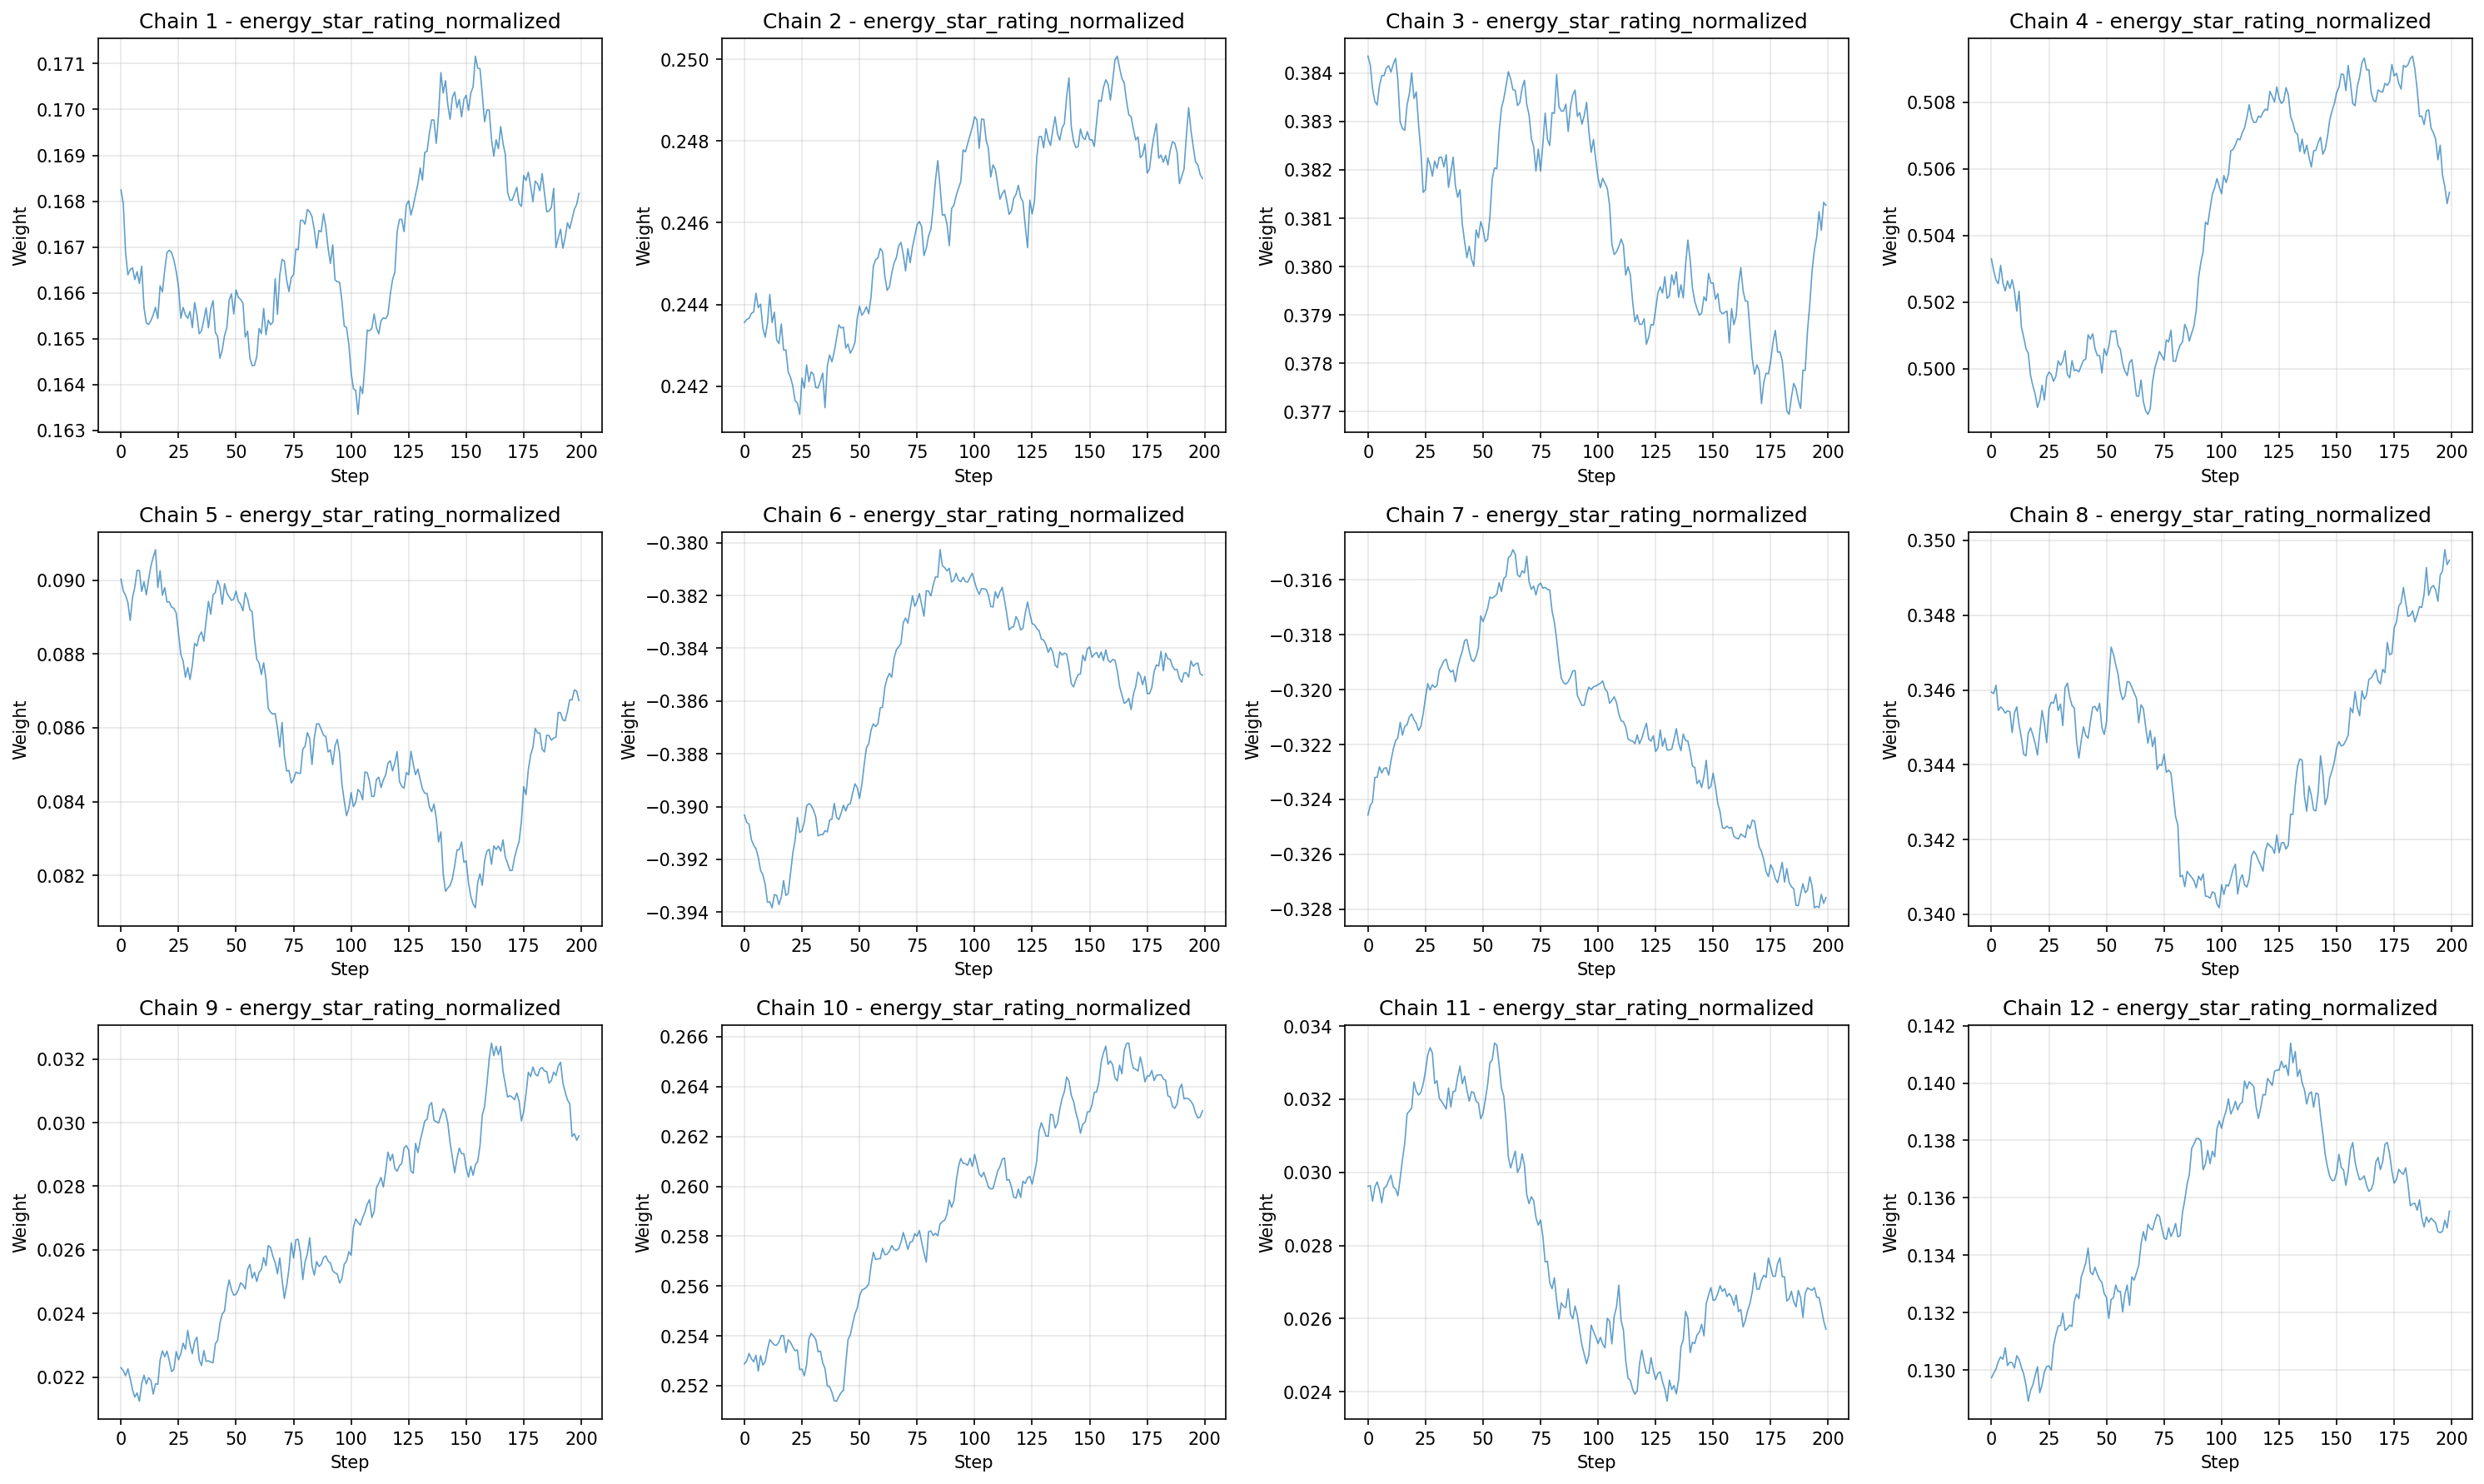 Chain 1 - energy_star_rating_normalized
Weight
0.171
0.170
0.169
0.168
0.167
0.166
0.165
0.164
0.163
0 25 50 75 100 125 150 175 200
Step
Chain 2 - energy_star_rating_normalized
Weight
0.250
0.248
0.246
0.244
0.242
0 25 50 75 100 125 150 175 200
Step
Chain 3 - energy_star_rating_normalized
Weight
0.384
0.383
0.382
0.381
0.380
0.379
0.378
0.377
0 25 50 75 100 125 150 175 200
Step
Chain 4 - energy_star_rating_normalized
Weight
0.508
0.506
0.504
0.502
0.500
0 25 50 75 100 125 150 175 200
Step
Chain 5 - energy_star_rating_normalized
Weight
0.090
0.088
0.086
0.084
0.082
0 25 50 75 100 125 150 175 200
Step
Chain 6 - energy_star_rating_normalized
Weight
−0.380
−0.382
−0.384
−0.386
−0.388
−0.390
−0.392
−0.394
0 25 50 75 100 125 150 175 200
Step
Chain 7 - energy_star_rating_normalized
Weight
−0.316
−0.318
−0.320
−0.322
−0.324
−0.326
−0.328
0 25 50 75 100 125 150 175 200
Step
Chain 8 - energy_star_rating_normalized
Weight
0.350
0.348
0.346
0.344
0.342
0.340
0 25 50 75 100 125 150 175 200
Step
Chain 9 - energy_star_rating_normalized
Weight
0.032
0.030
0.028
0.026
0.024
0.022
0 25 50 75 100 125 150 175 200
Step
Chain 10 - energy_star_rating_normalized
Weight
0.266
0.264
0.262
0.260
0.258
0.256
0.254
0.252
0 25 50 75 100 125 150 175 200
Step
Chain 11 - energy_star_rating_normalized
Weight
0.034
0.032
0.030
0.028
0.026
0.024
0 25 50 75 100 125 150 175 200
Step
Chain 12 - energy_star_rating_normalized
Weight
0.142
0.140
0.138
0.136
0.134
0.132
0.130
0 25 50 75 100 125 150 175 200
Step